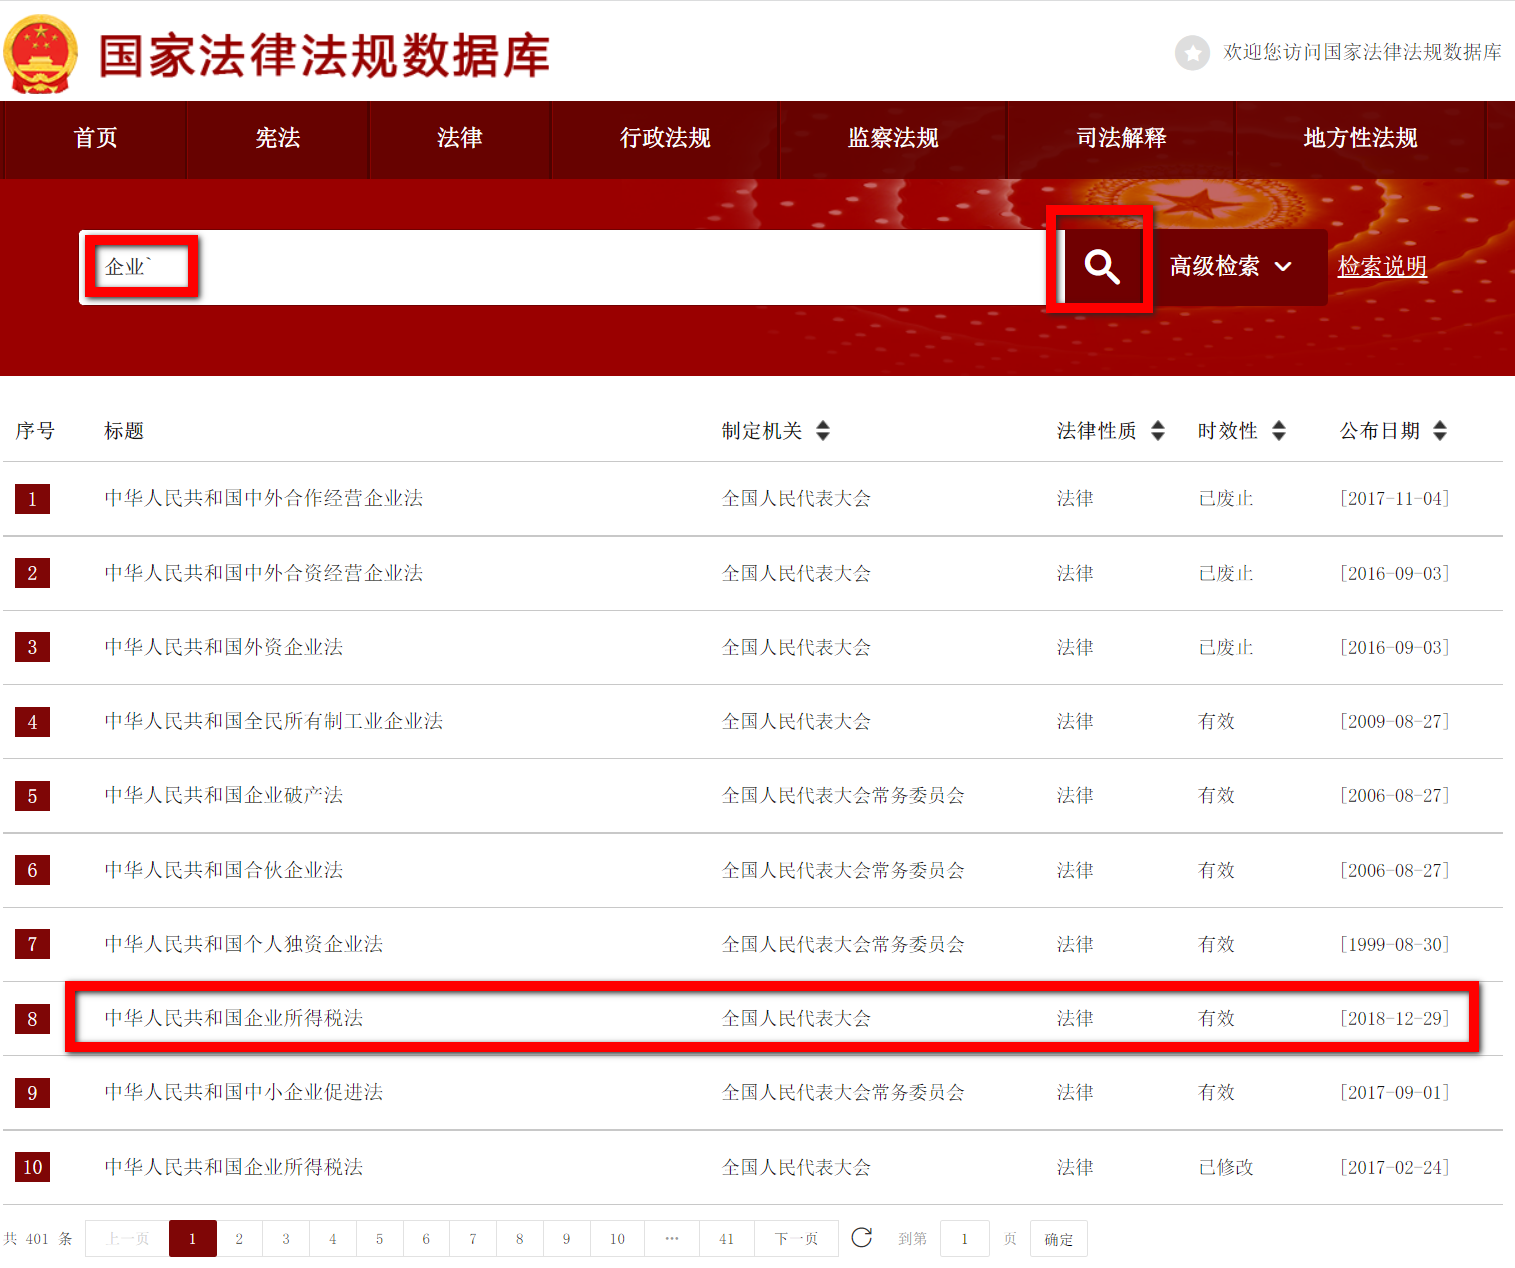 国家法律法规数据库
欢迎您访问国家法律法规数据库
首页 宪法 法律 行政法规 监察法规 司法解释 地方性法规
企业` 高级检索 检索说明
序号 标题 制定机关 法律性质 时效性 公布日期
1 中华人民共和国中外合作经营企业法 全国人民代表大会 法律 已废止 [2017-11-04]
2 中华人民共和国中外合资经营企业法 全国人民代表大会 法律 已废止 [2016-09-03]
3 中华人民共和国外资企业法 全国人民代表大会 法律 已废止 [2016-09-03]
4 中华人民共和国全民所有制工业企业法 全国人民代表大会 法律 有效 [2009-08-27]
5 中华人民共和国企业破产法 全国人民代表大会常务委员会 法律 有效 [2006-08-27]
6 中华人民共和国合伙企业法 全国人民代表大会常务委员会 法律 有效 [2006-08-27]
7 中华人民共和国个人独资企业法 全国人民代表大会常务委员会 法律 有效 [1999-08-30]
8 中华人民共和国企业所得税法 全国人民代表大会 法律 有效 [2018-12-29]
9 中华人民共和国中小企业促进法 全国人民代表大会常务委员会 法律 有效 [2017-09-01]
10 中华人民共和国企业所得税法 全国人民代表大会 法律 已修改 [2017-02-24]
共 401 条 上一页 1 2 3 4 5 6 7 8 9 10 … 41 下一页 到第 1 页 确定